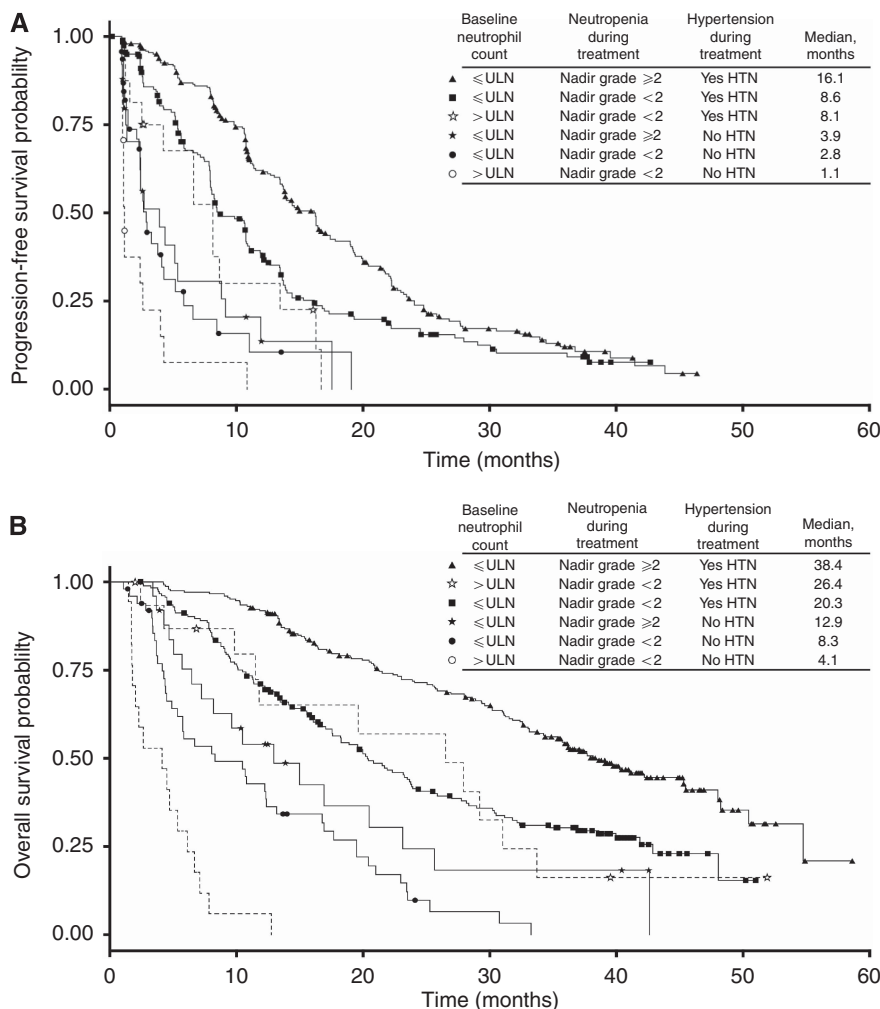 A
Baseline neutrophil count Neutropenia during treatment Hypertension during treatment Median, months
▲ ⩽ULN Nadir grade ⩾2 Yes HTN 16.1
■ ⩽ULN Nadir grade <2 Yes HTN 8.6
☆ >ULN Nadir grade <2 Yes HTN 8.1
★ ⩽ULN Nadir grade ⩾2 No HTN 3.9
● ⩽ULN Nadir grade <2 No HTN 2.8
○ >ULN Nadir grade <2 No HTN 1.1
Progression-free survival probability
1.00
0.75
0.50
0.25
0.00
0 10 20 30 40 50 60
Time (months)
B
Baseline neutrophil count Neutropenia during treatment Hypertension during treatment Median, months
▲ ⩽ULN Nadir grade ⩾2 Yes HTN 38.4
☆ >ULN Nadir grade <2 Yes HTN 26.4
■ ⩽ULN Nadir grade <2 Yes HTN 20.3
★ ⩽ULN Nadir grade ⩾2 No HTN 12.9
● ⩽ULN Nadir grade <2 No HTN 8.3
○ >ULN Nadir grade <2 No HTN 4.1
Overall survival probability
1.00
0.75
0.50
0.25
0.00
0 10 20 30 40 50 60
Time (months)